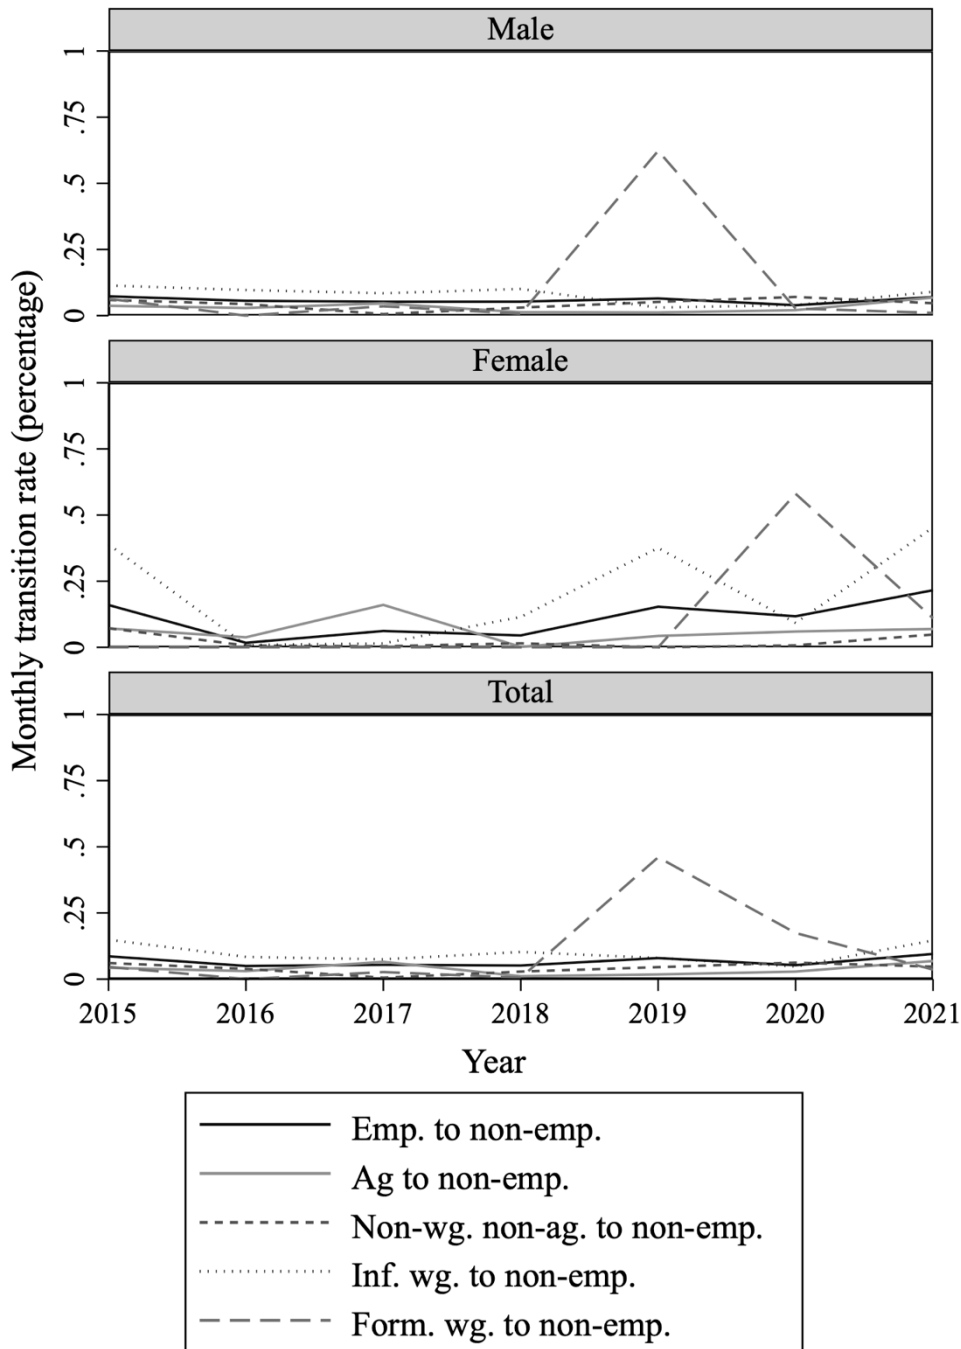 Male
1
.75
.5
.25
0
Female
1
.75
.5
.25
0
Total
1
.75
.5
.25
0
Monthly transition rate (percentage)
2015 2016 2017 2018 2019 2020 2021
Year
Emp. to non-emp.
Ag to non-emp.
Non-wg. non-ag. to non-emp.
Inf. wg. to non-emp.
Form. wg. to non-emp.